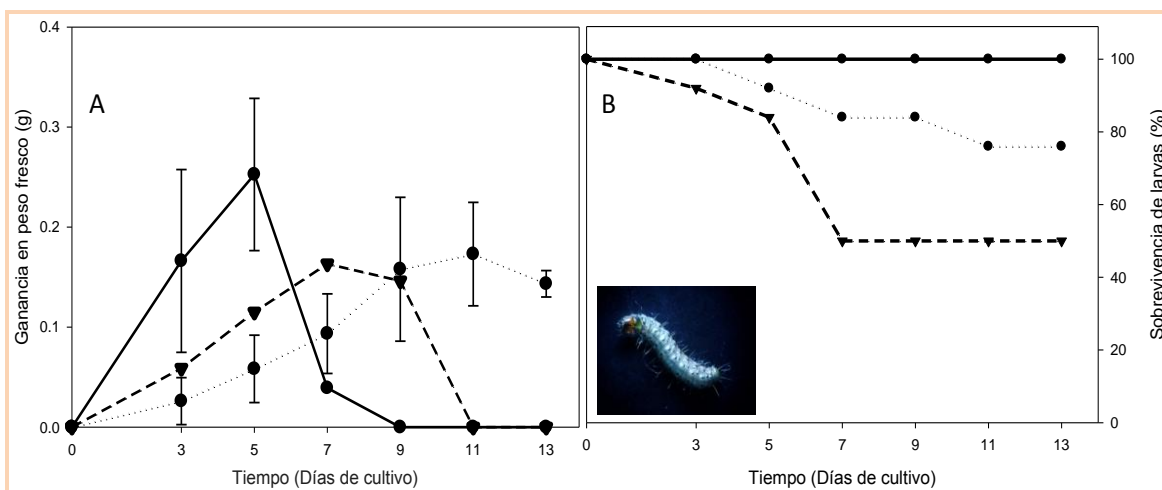 0.4
0.3
0.2
0.1
0.0
Ganancia en peso fresco (g)
A
0 3 5 7 9 11 13
Tiempo (Días de cultivo)
B
100
80
60
40
20
0
Sobrevivencia de larvas (%)
0 3 5 7 9 11 13
Tiempo (Días de cultivo)